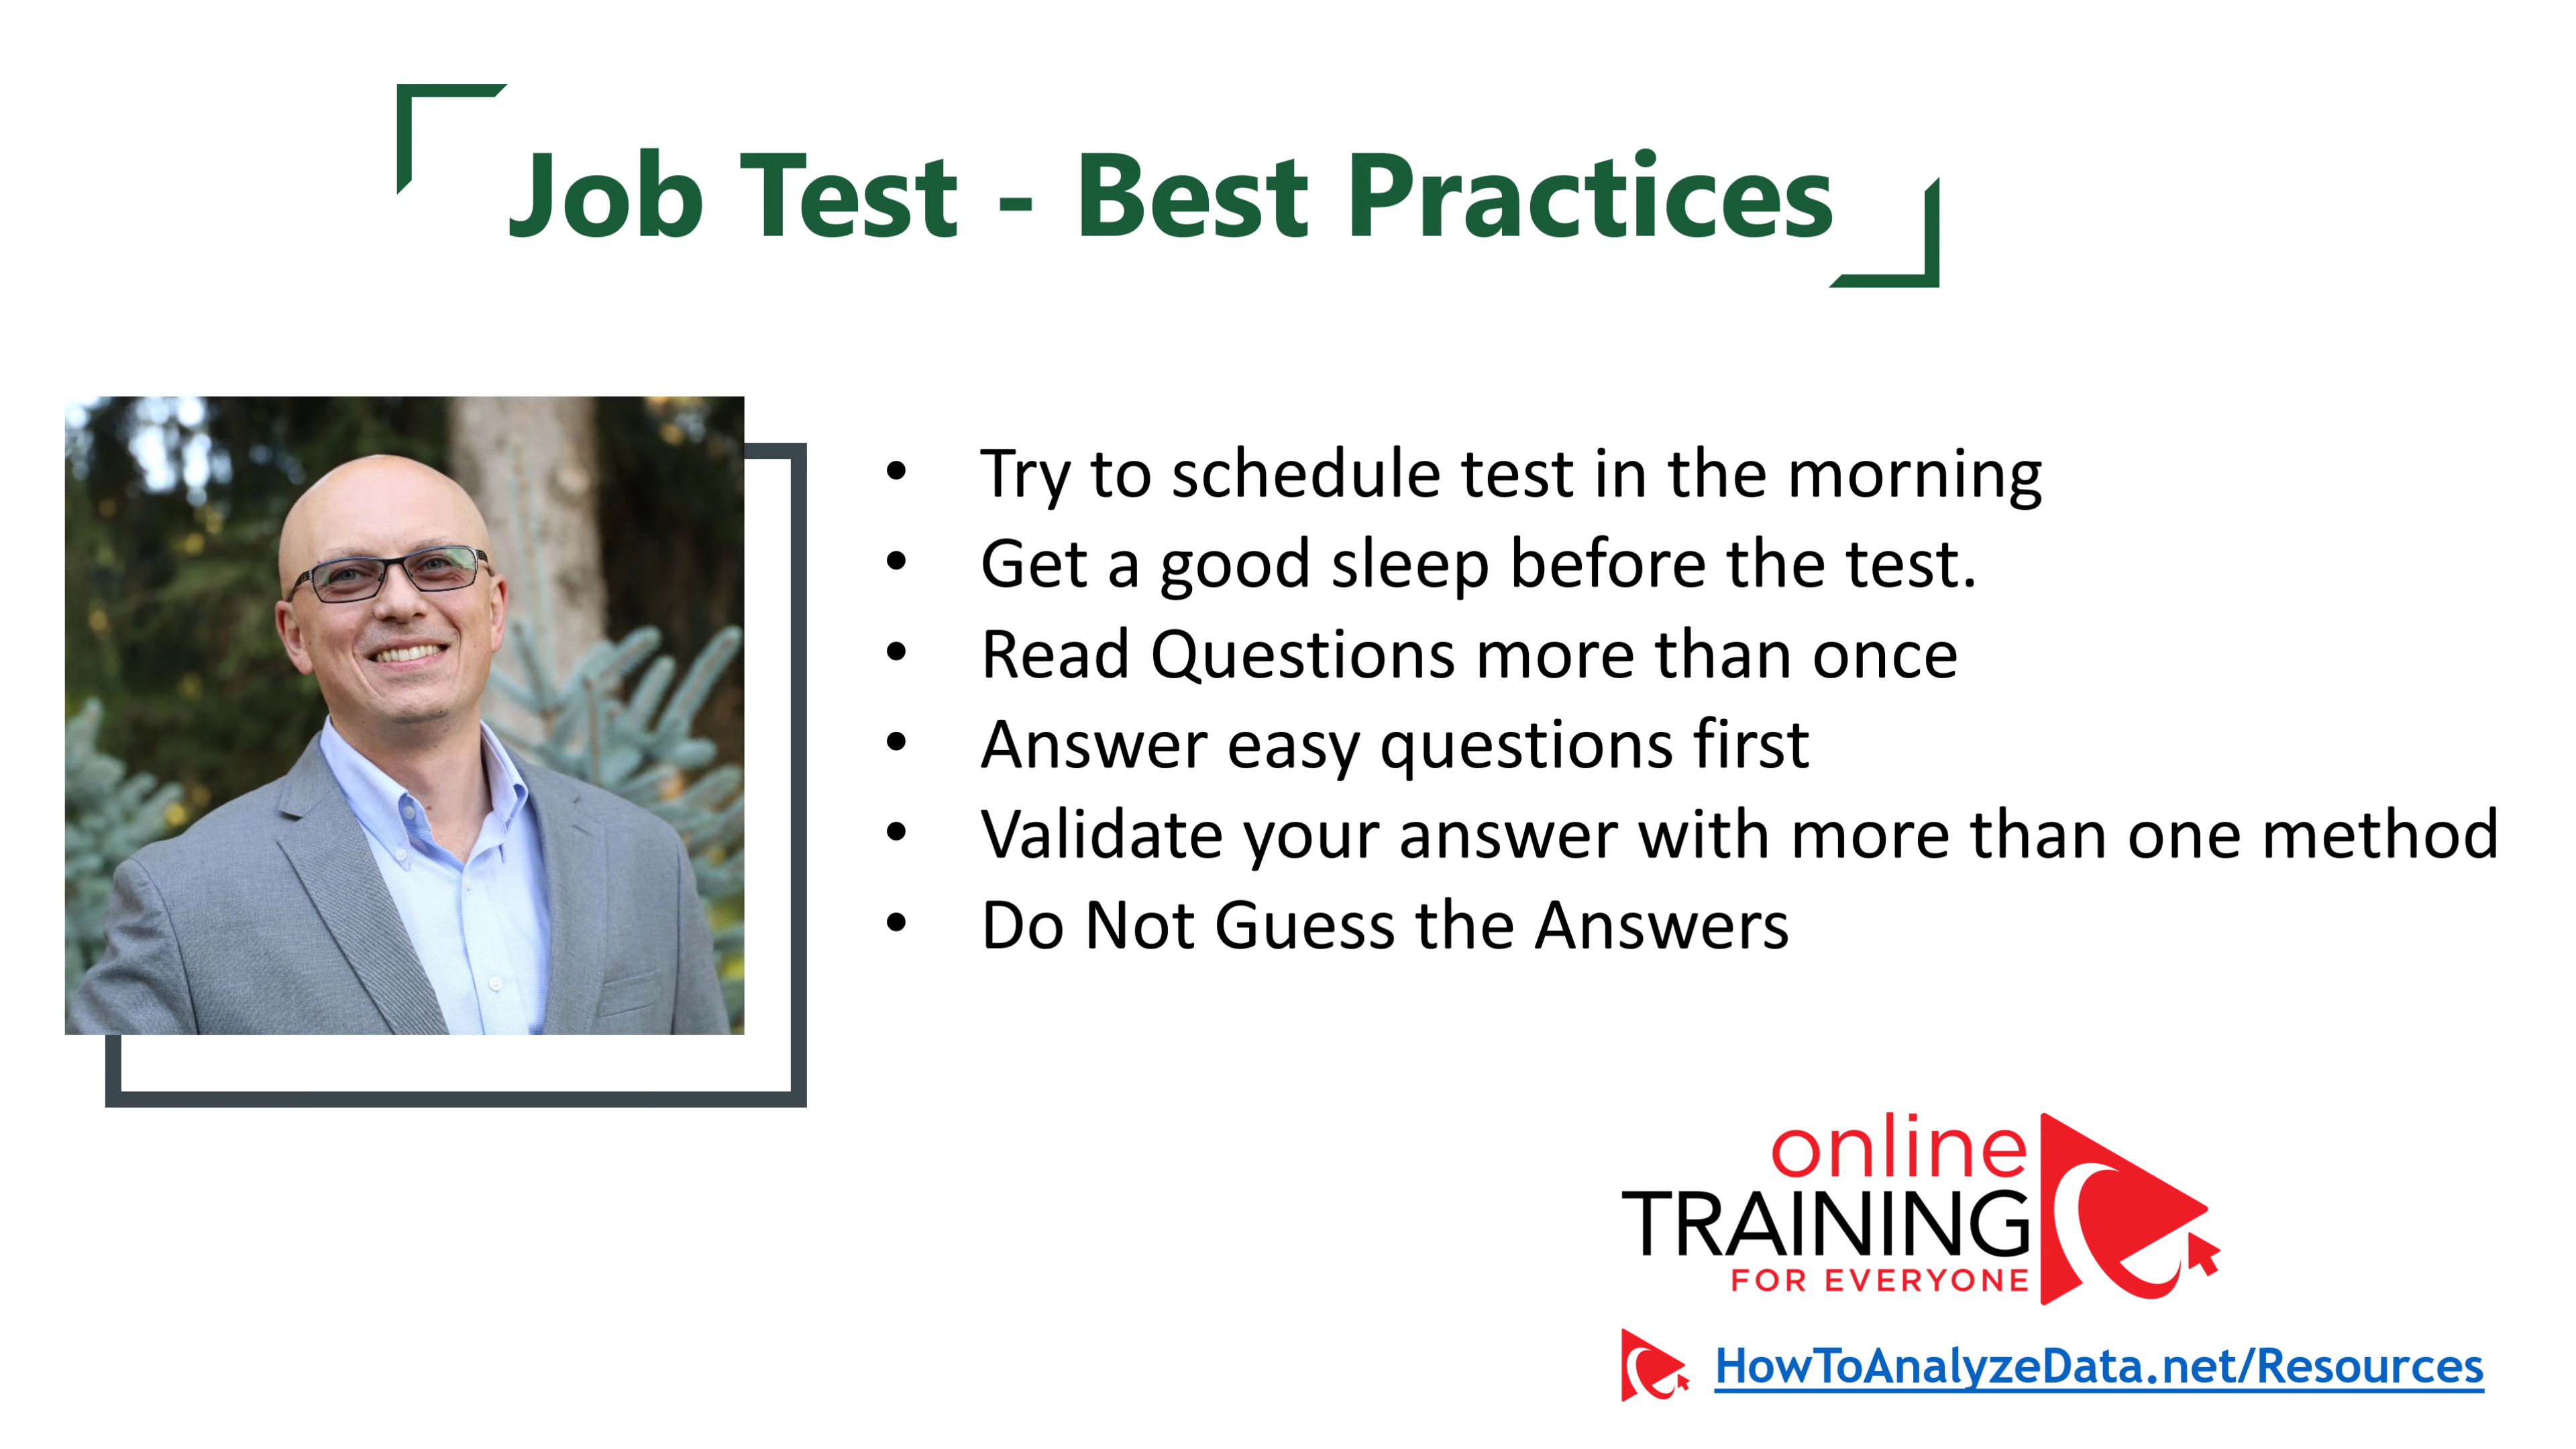 Job Test - Best Practices
• Try to schedule test in the morning
• Get a good sleep before the test.
• Read Questions more than once
• Answer easy questions first
• Validate your answer with more than one method
• Do Not Guess the Answers
online
TRAINING
FOR EVERYONE
HowToAnalyzeData.net/Resources